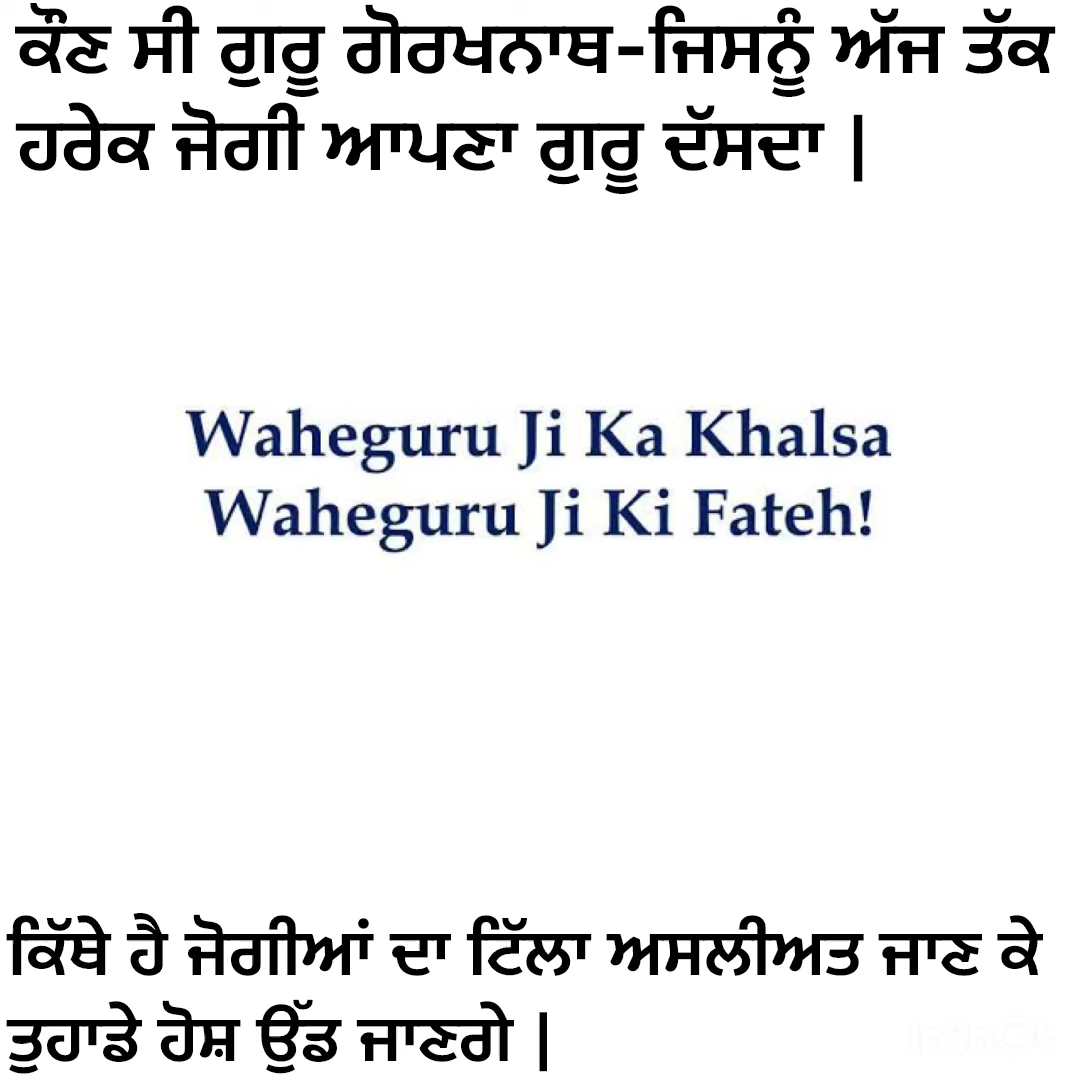 ਕੌਣ ਸੀ ਗੁਰੂ ਗੋਰਖਨਾਥ-ਜਿਸਨੂੰ ਅੱਜ ਤੱਕ
ਹਰੇਕ ਜੋਗੀ ਆਪਣਾ ਗੁਰੂ ਦੱਸਦਾ |
Waheguru Ji Ka Khalsa
Waheguru Ji Ki Fateh!
ਕਿੱਥੇ ਹੈ ਜੋਗੀਆਂ ਦਾ ਟਿੱਲਾ ਅਸਲੀਅਤ ਜਾਣ ਕੇ
ਤੁਹਾਡੇ ਹੋਸ਼ ਉੱਡ ਜਾਣਗੇ |